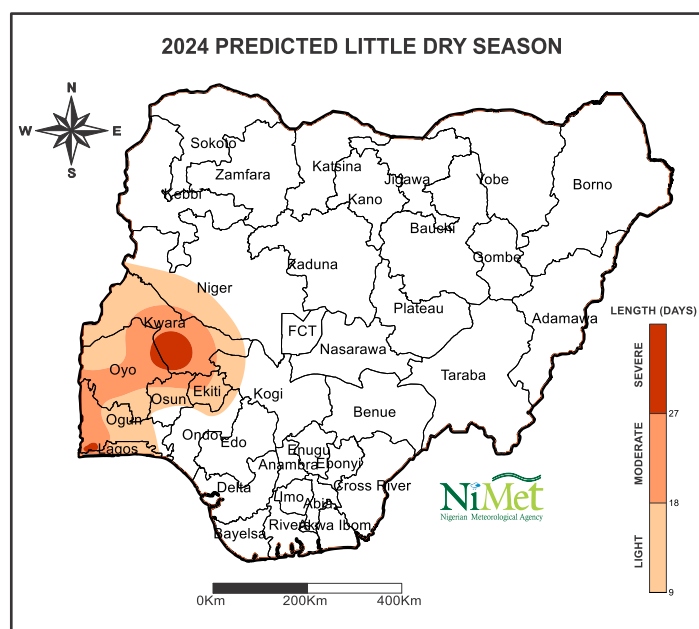 2024 PREDICTED LITTLE DRY SEASON
N
W E
S
Sokoto
Zamfara
Katsina
Jigawa
Yobe
Borno
Kebbi
Kano
Bauchi
Gombe
Kaduna
Niger
Plateau
Adamawa
Kwara
FCT
Nasarawa
Taraba
Oyo
Osun
Ekiti
Kogi
Benue
Ogun
Lagos
Ondo
Edo
Enugu
Anambra
Ebonyi
Cross River
Delta
Imo
Abia
Bayelsa
Rivers
Akwa Ibom
LENGTH (DAYS)
SEVERE
27
MODERATE
18
LIGHT
9
NiMet
Nigerian Meteorological Agency
0Km 200Km 400Km